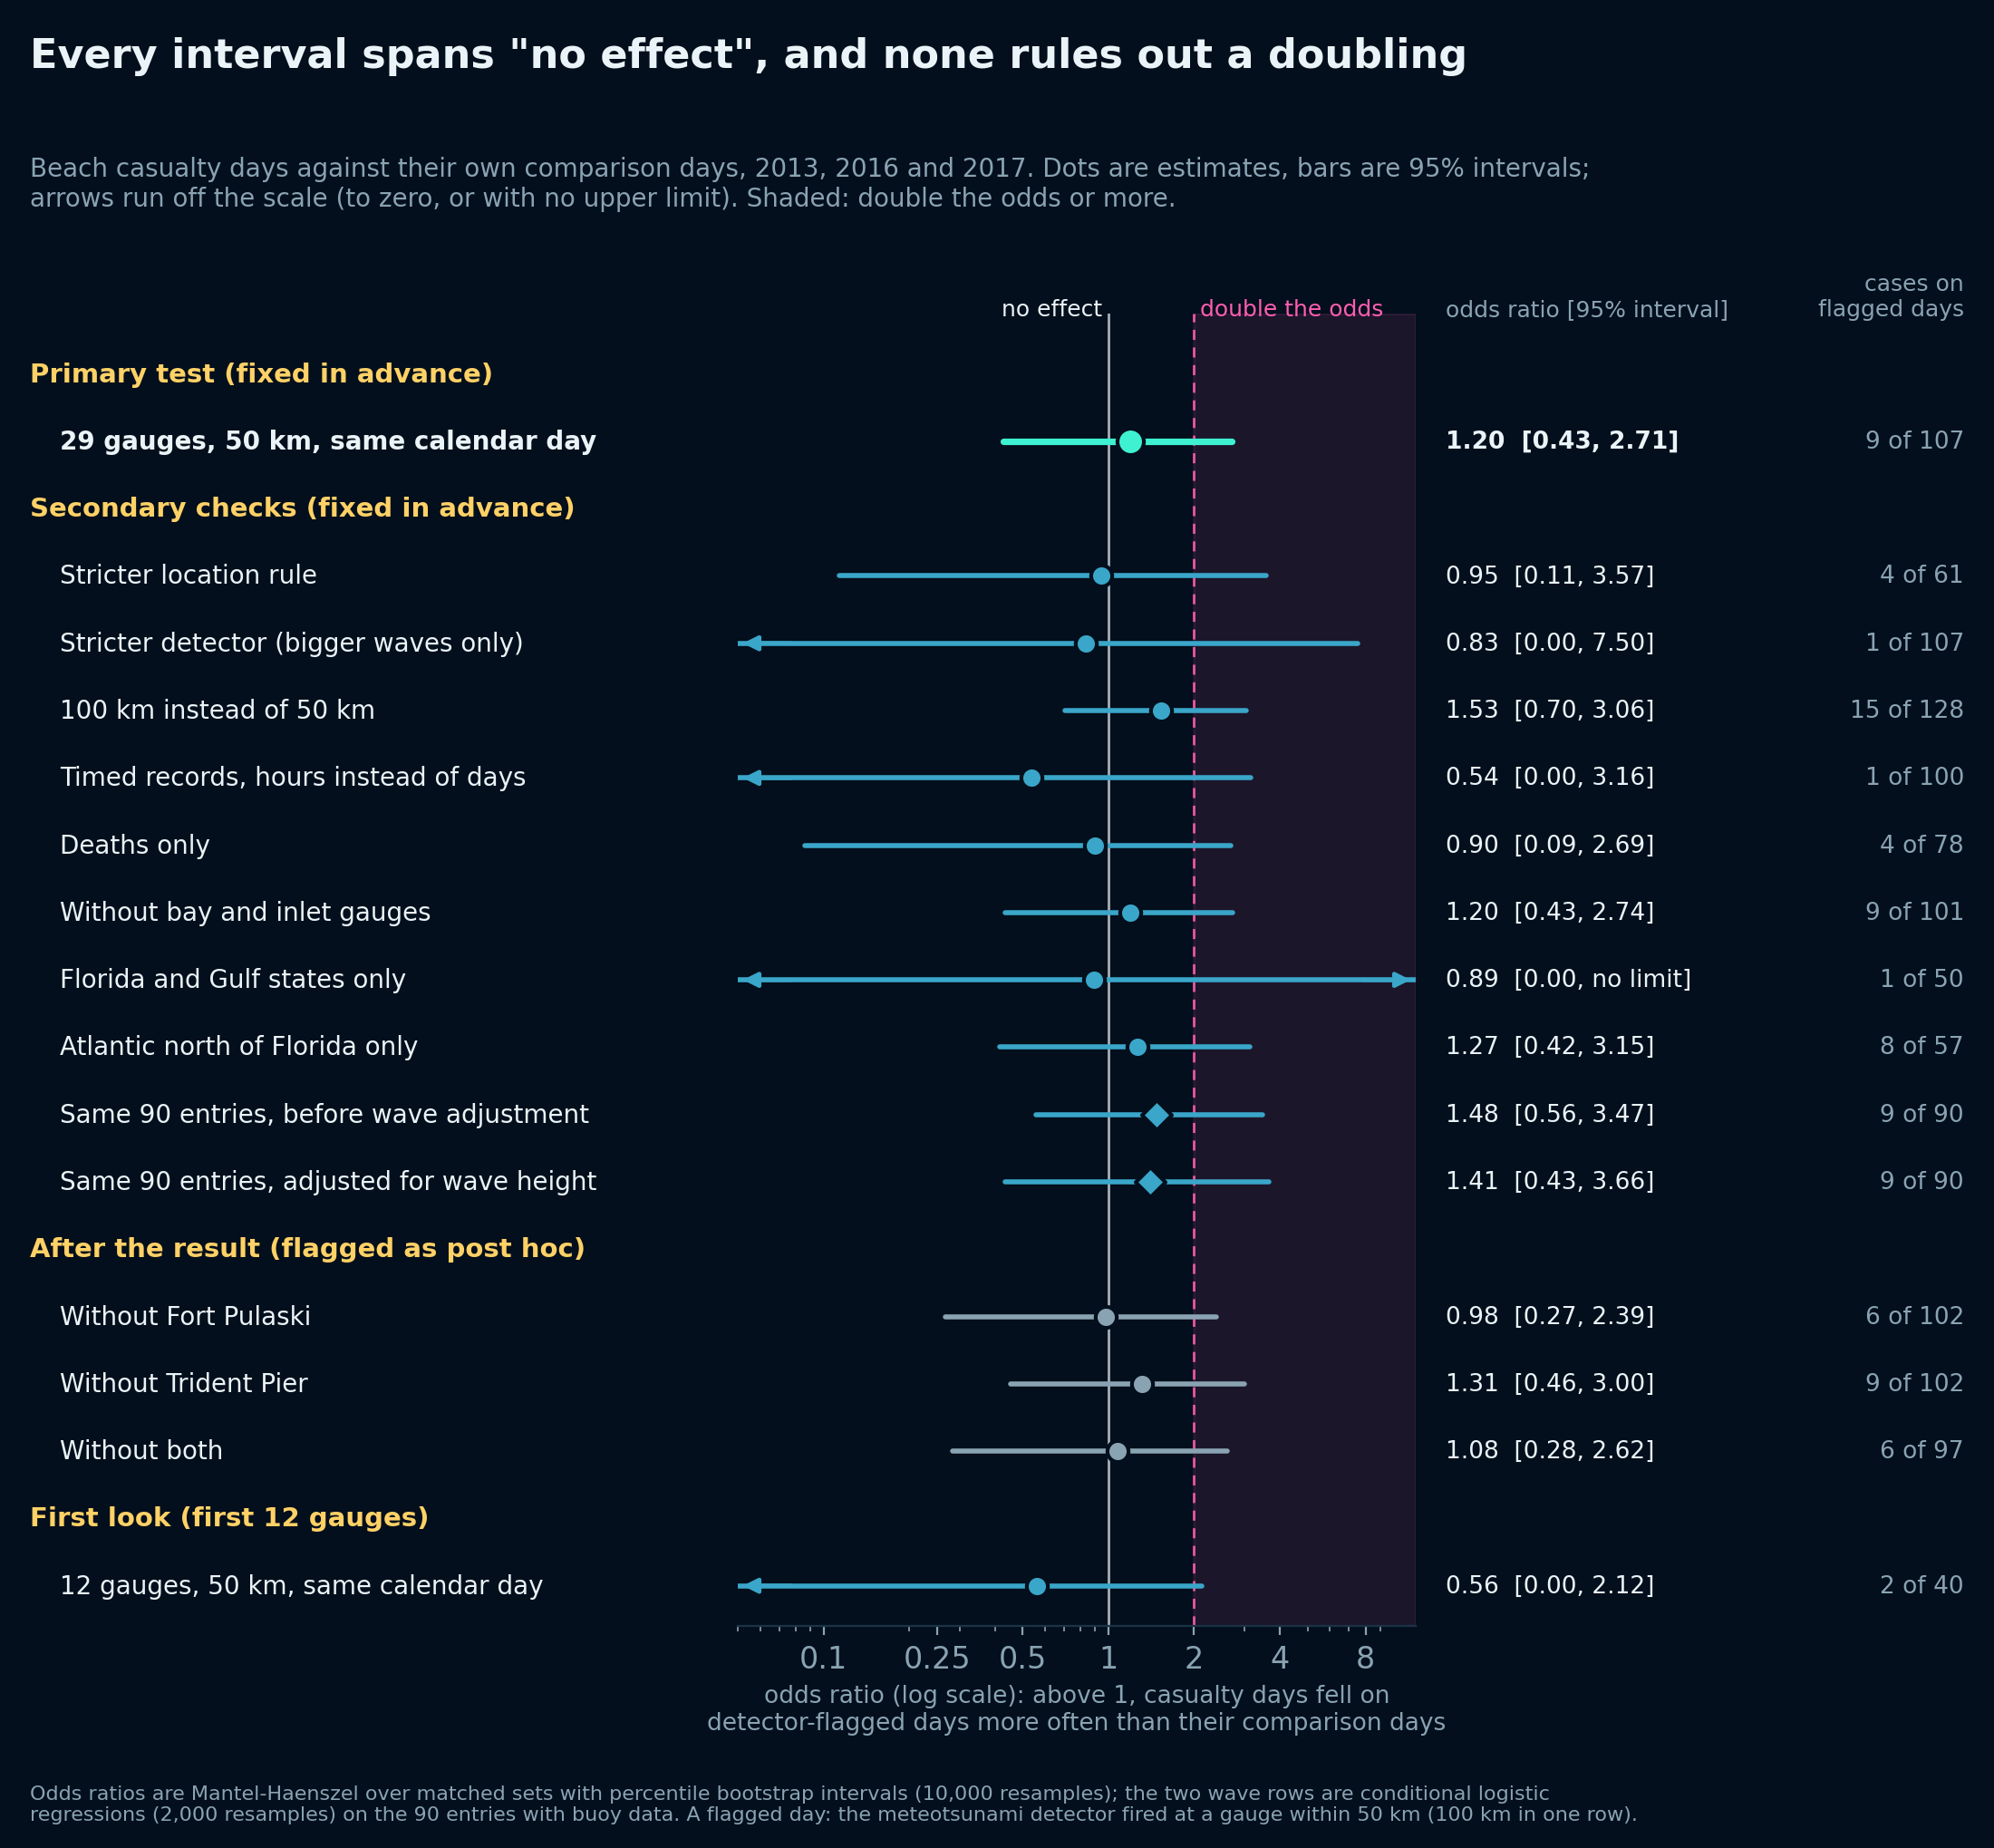 Every interval spans "no effect", and none rules out a doubling
Beach casualty days against their own comparison days, 2013, 2016 and 2017. Dots are estimates, bars are 95% intervals;
arrows run off the scale (to zero, or with no upper limit). Shaded: double the odds or more.
no effect double the odds odds ratio [95% interval] cases on
flagged days
Primary test (fixed in advance)
29 gauges, 50 km, same calendar day 1.20 [0.43, 2.71] 9 of 107
Secondary checks (fixed in advance)
Stricter location rule 0.95 [0.11, 3.57] 4 of 61
Stricter detector (bigger waves only) 0.83 [0.00, 7.50] 1 of 107
100 km instead of 50 km 1.53 [0.70, 3.06] 15 of 128
Timed records, hours instead of days 0.54 [0.00, 3.16] 1 of 100
Deaths only 0.90 [0.09, 2.69] 4 of 78
Without bay and inlet gauges 1.20 [0.43, 2.74] 9 of 101
Florida and Gulf states only 0.89 [0.00, no limit] 1 of 50
Atlantic north of Florida only 1.27 [0.42, 3.15] 8 of 57
Same 90 entries, before wave adjustment 1.48 [0.56, 3.47] 9 of 90
Same 90 entries, adjusted for wave height 1.41 [0.43, 3.66] 9 of 90
After the result (flagged as post hoc)
Without Fort Pulaski 0.98 [0.27, 2.39] 6 of 102
Without Trident Pier 1.31 [0.46, 3.00] 9 of 102
Without both 1.08 [0.28, 2.62] 6 of 97
First look (first 12 gauges)
12 gauges, 50 km, same calendar day 0.56 [0.00, 2.12] 2 of 40
0.1 0.25 0.5 1 2 4 8
odds ratio (log scale): above 1, casualty days fell on
detector-flagged days more often than their comparison days
Odds ratios are Mantel-Haenszel over matched sets with percentile bootstrap intervals (10,000 resamples); the two wave rows are conditional logistic
regressions (2,000 resamples) on the 90 entries with buoy data. A flagged day: the meteotsunami detector fired at a gauge within 50 km (100 km in one row).